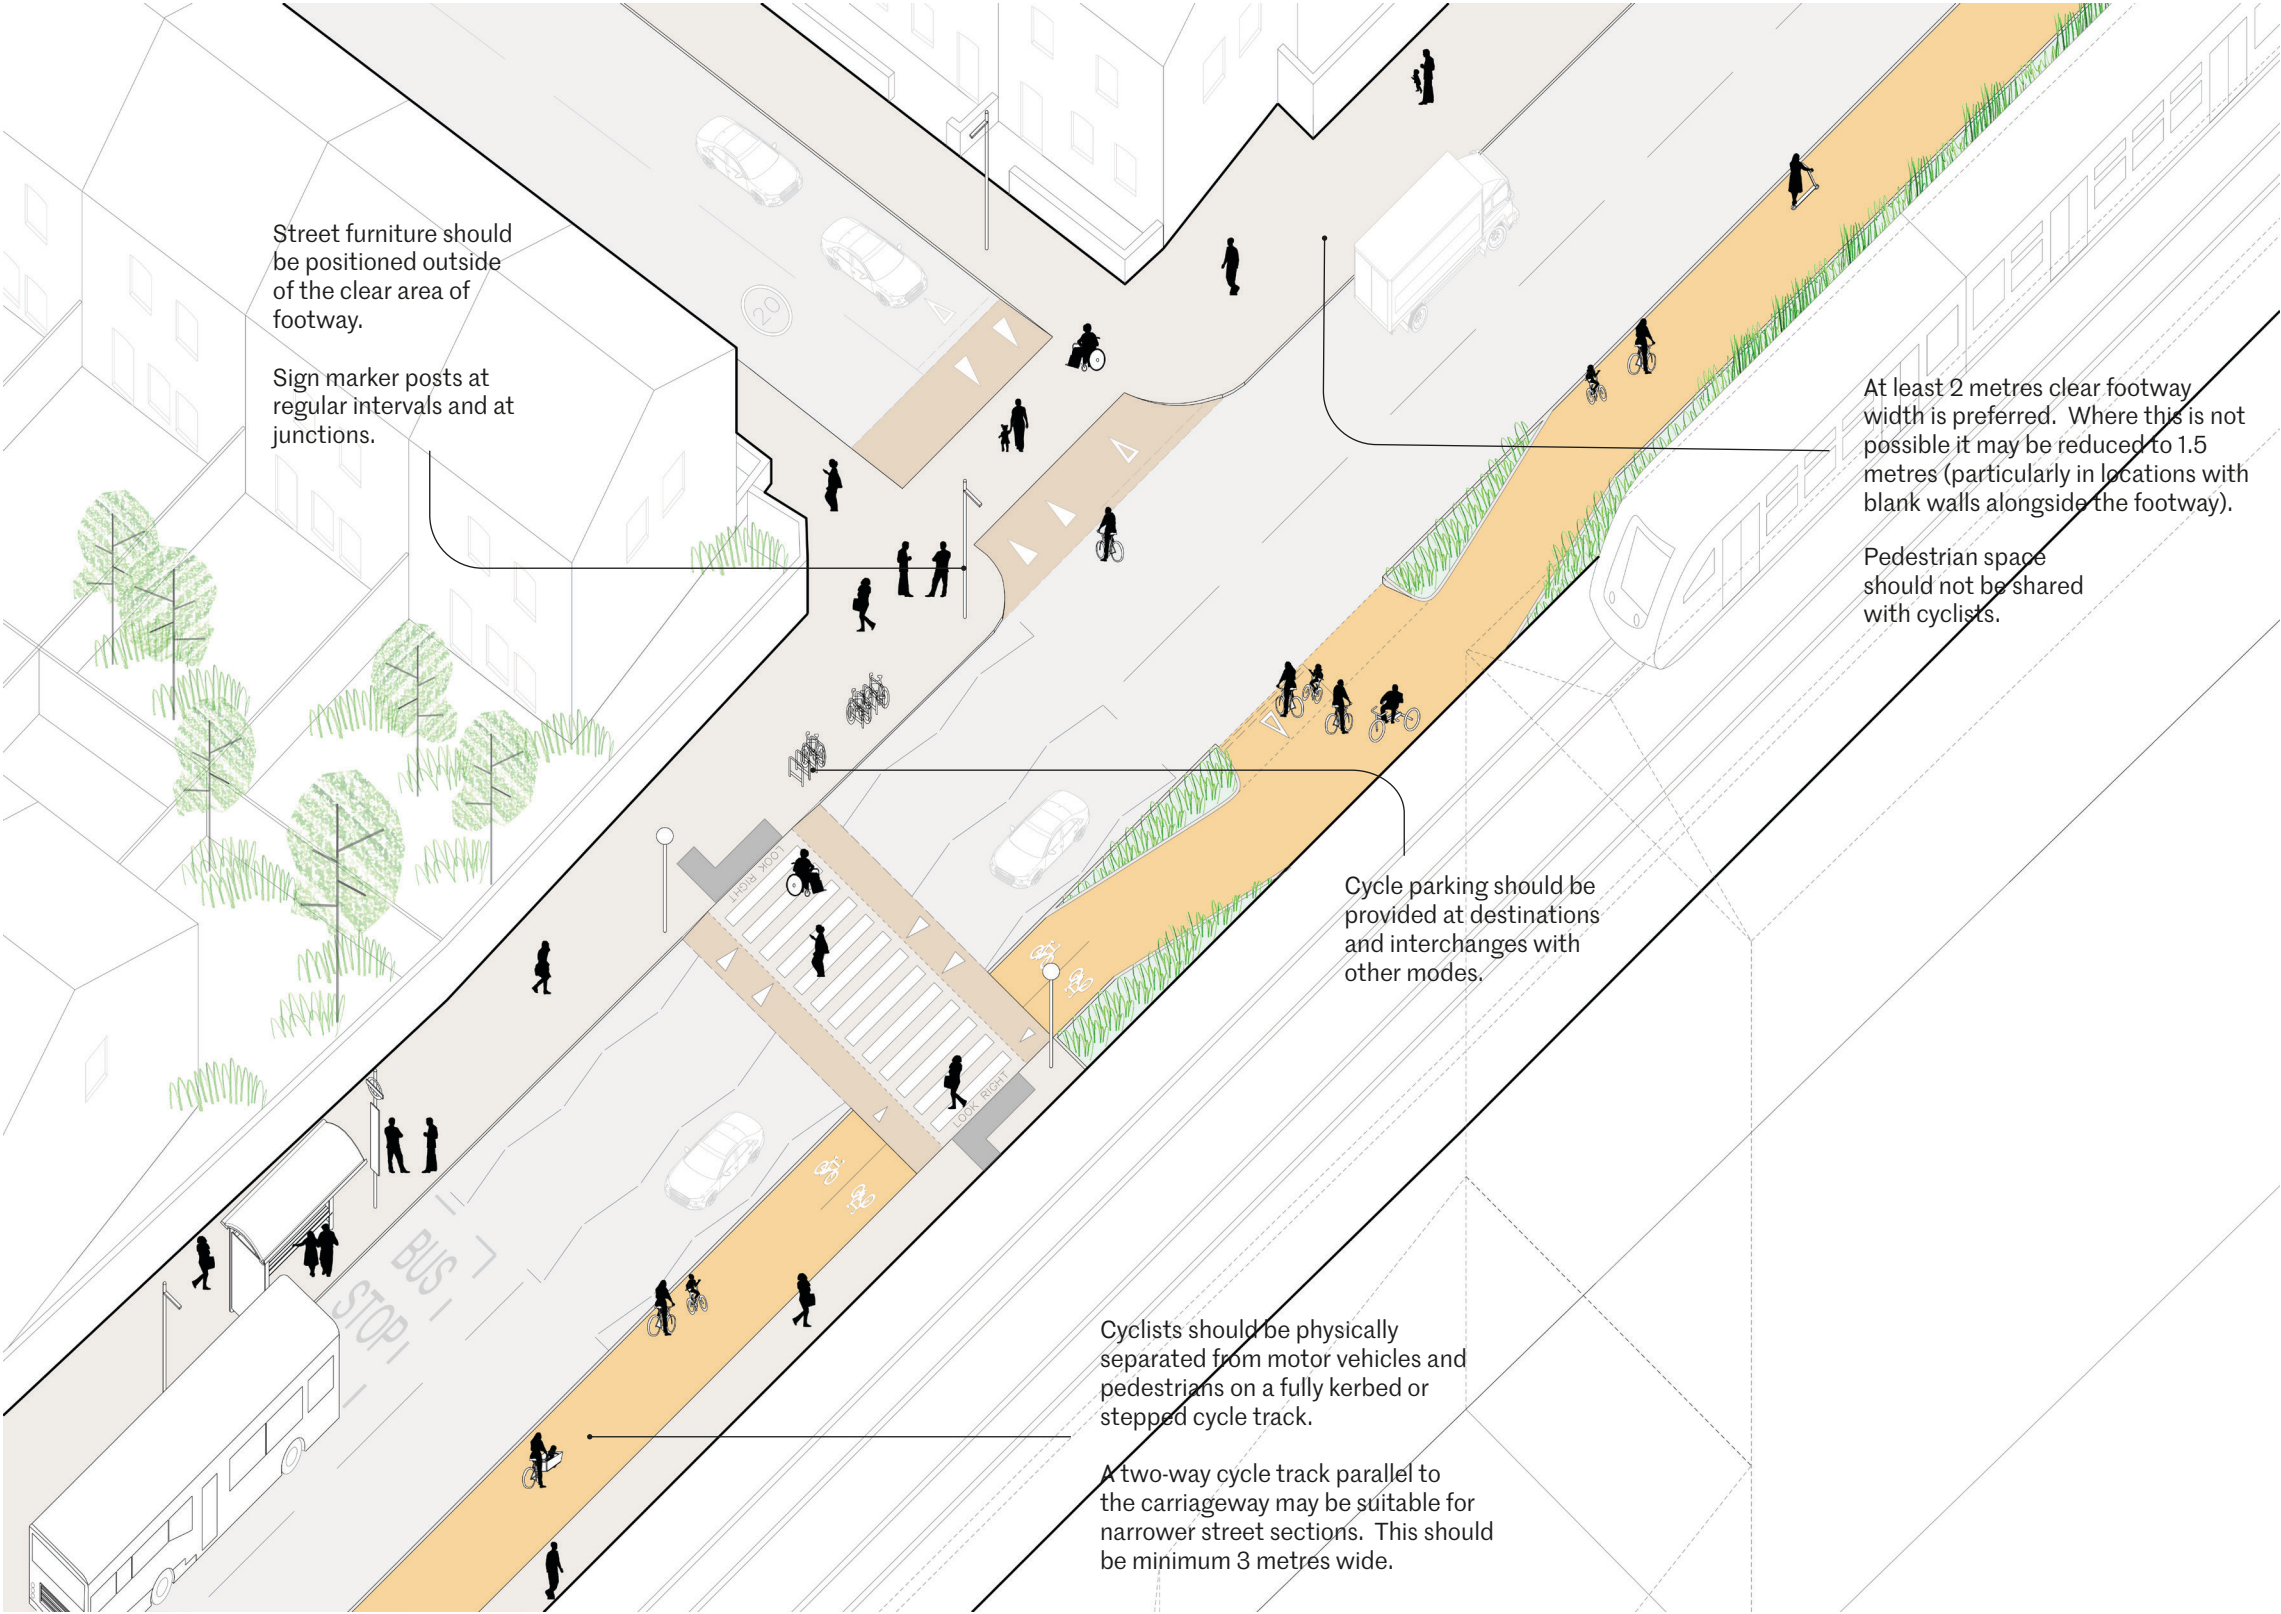 Street furniture should
be positioned outside
of the clear area of
footway.
Sign marker posts at
regular intervals and at
junctions.
20
At least 2 metres clear footway
width is preferred. Where this is not
possible it may be reduced to 1.5
metres (particularly in locations with
blank walls alongside the footway).
Pedestrian space
should not be shared
with cyclists.
LOOK RIGHT
Cycle parking should be
provided at destinations
and interchanges with
other modes.
LOOK RIGHT
BUS
STOP
Cyclists should be physically
separated from motor vehicles and
pedestrians on a fully kerbed or
stepped cycle track.
A two-way cycle track parallel to
the carriageway may be suitable for
narrower street sections. This should
be minimum 3 metres wide.